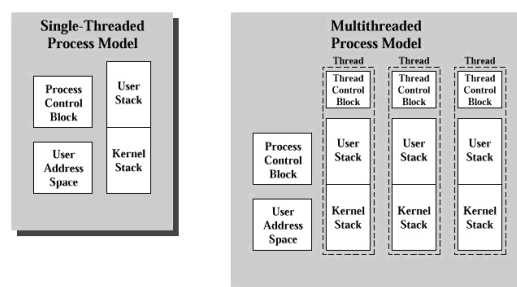 Single-Threaded
Process Model
Process
Control
Block
User
Stack
User
Address
Space
Kernel
Stack
Multithreaded
Process Model
Thread
Thread
Thread
Thread
Control
Block
Thread
Control
Block
Thread
Control
Block
Process
Control
Block
User
Stack
User
Stack
User
Stack
User
Address
Space
Kernel
Stack
Kernel
Stack
Kernel
Stack